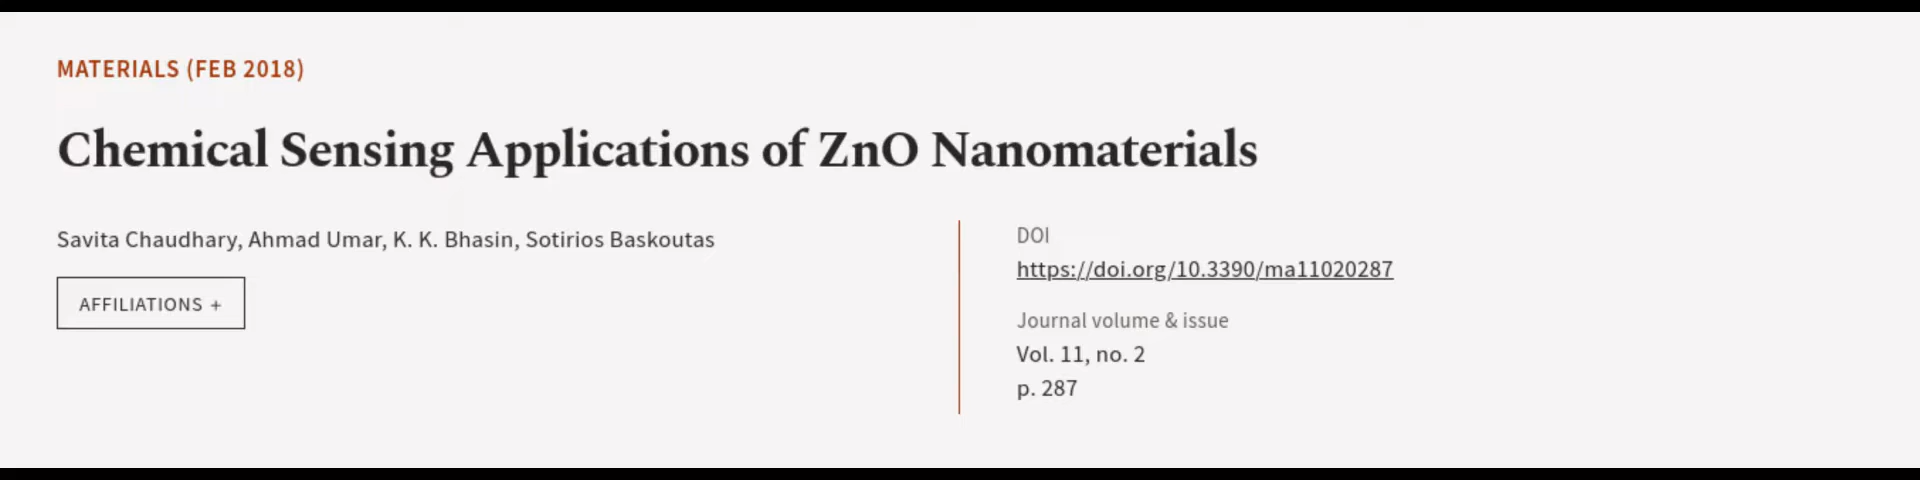 MATERIALS (FEB 2018)
Chemical Sensing Applications of ZnO Nanomaterials
Savita Chaudhary, Ahmad Umar, K. K. Bhasin, Sotirios Baskoutas
AFFILIATIONS +
DOI
https://doi.org/10.3390/ma11020287
Journal volume & issue
Vol. 11, no. 2
p. 287